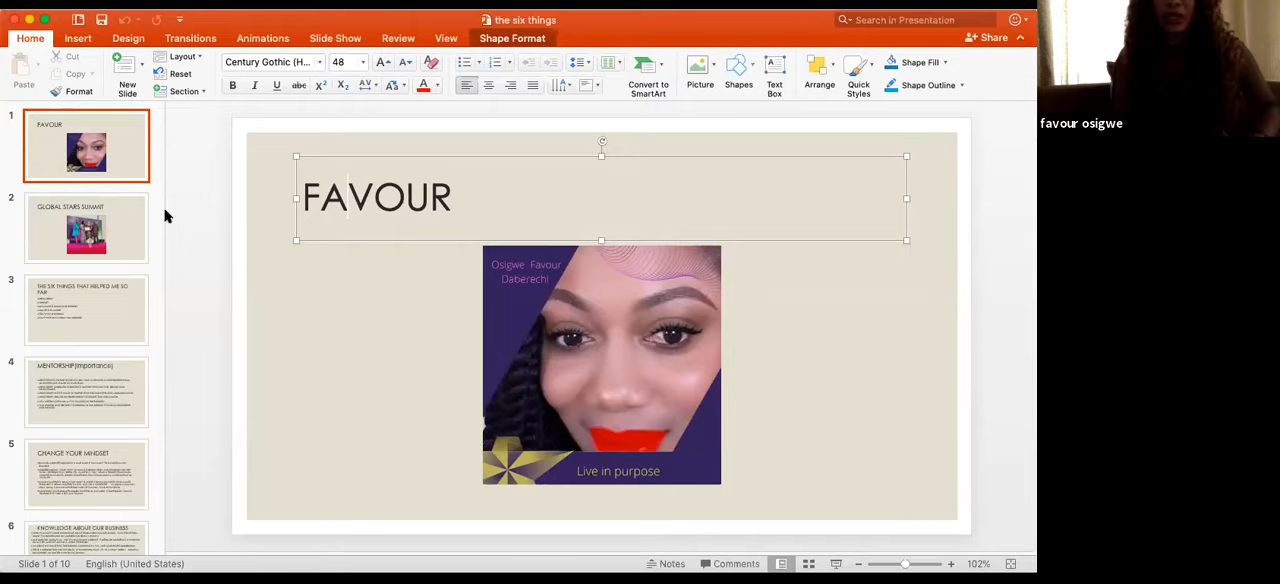 the six things
Search in Presentation
Home
Insert
Design
Transitions
Animations
Slide Show
Review
View
Shape Format
Share
Paste
Cut
Copy
Format
New
Slide
Layout
Reset
Section
Century Gothic (H...
48
Convert to
SmartArt
Picture
Shapes
Text
Box
Arrange
Quick
Styles
Shape Fill
Shape Outline
favour osigwe
1
FAVOUR
2
GLOBAL STARS SUMMIT
3
THE SIX THINGS THAT HELPED ME SO
FAR
4
MENTORSHIP(Importance)
5
CHANGE YOUR MINDSET
6
KNOWLEDGE ABOUT OUR BUSINESS
FAVOUR
Osigwe Favour
Daberechi
Live in purpose
Slide 1 of 10
English (United States)
Notes
Comments
102%